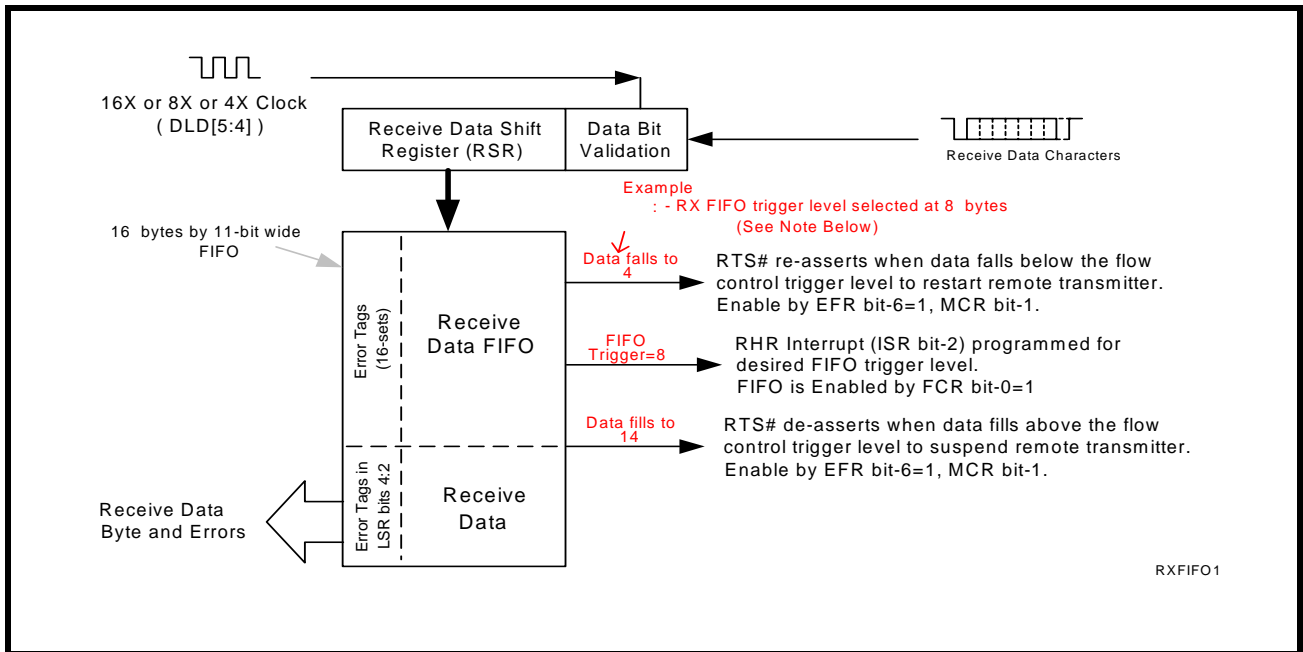 16X or 8X or 4X Clock
( DLD[5:4] )
Receive Data Shift
Register (RSR)
Data Bit
Validation
Receive Data Characters
Example
: - RX FIFO trigger level selected at 8 bytes
(See Note Below)
16 bytes by 11-bit wide
FIFO
Error Tags
(16-sets)
Receive
Data FIFO
Data falls to
4
RTS# re-asserts when data falls below the flow
control trigger level to restart remote transmitter.
Enable by EFR bit-6=1, MCR bit-1.
FIFO
Trigger=8
RHR Interrupt (ISR bit-2) programmed for
desired FIFO trigger level.
FIFO is Enabled by FCR bit-0=1
Data fills to
14
RTS# de-asserts when data fills above the flow
control trigger level to suspend remote transmitter.
Enable by EFR bit-6=1, MCR bit-1.
Error Tags in
LSR bits 4:2
Receive
Data
Receive Data
Byte and Errors
RXFIFO1